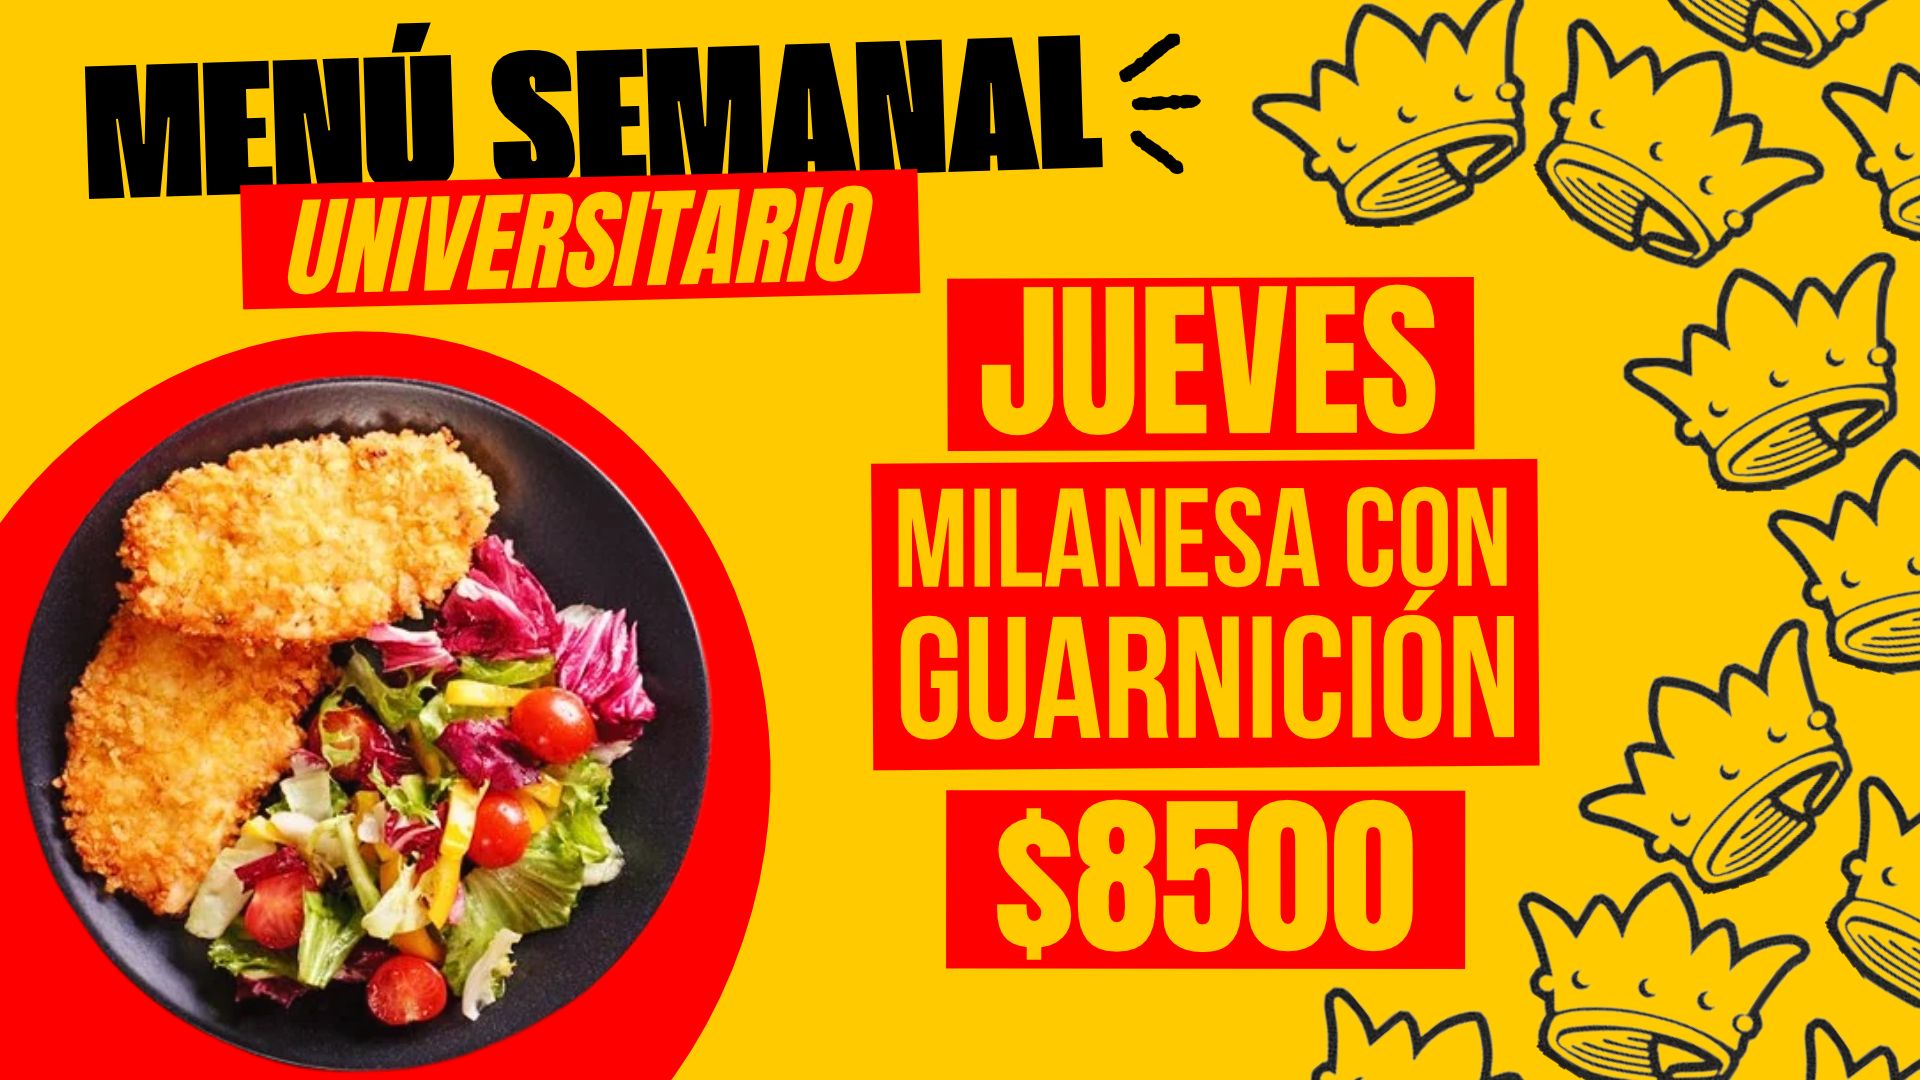 MENÚ SEMANAL
UNIVERSITARIO
JUEVES
MILANESA CON
GUARNICIÓN
$8500